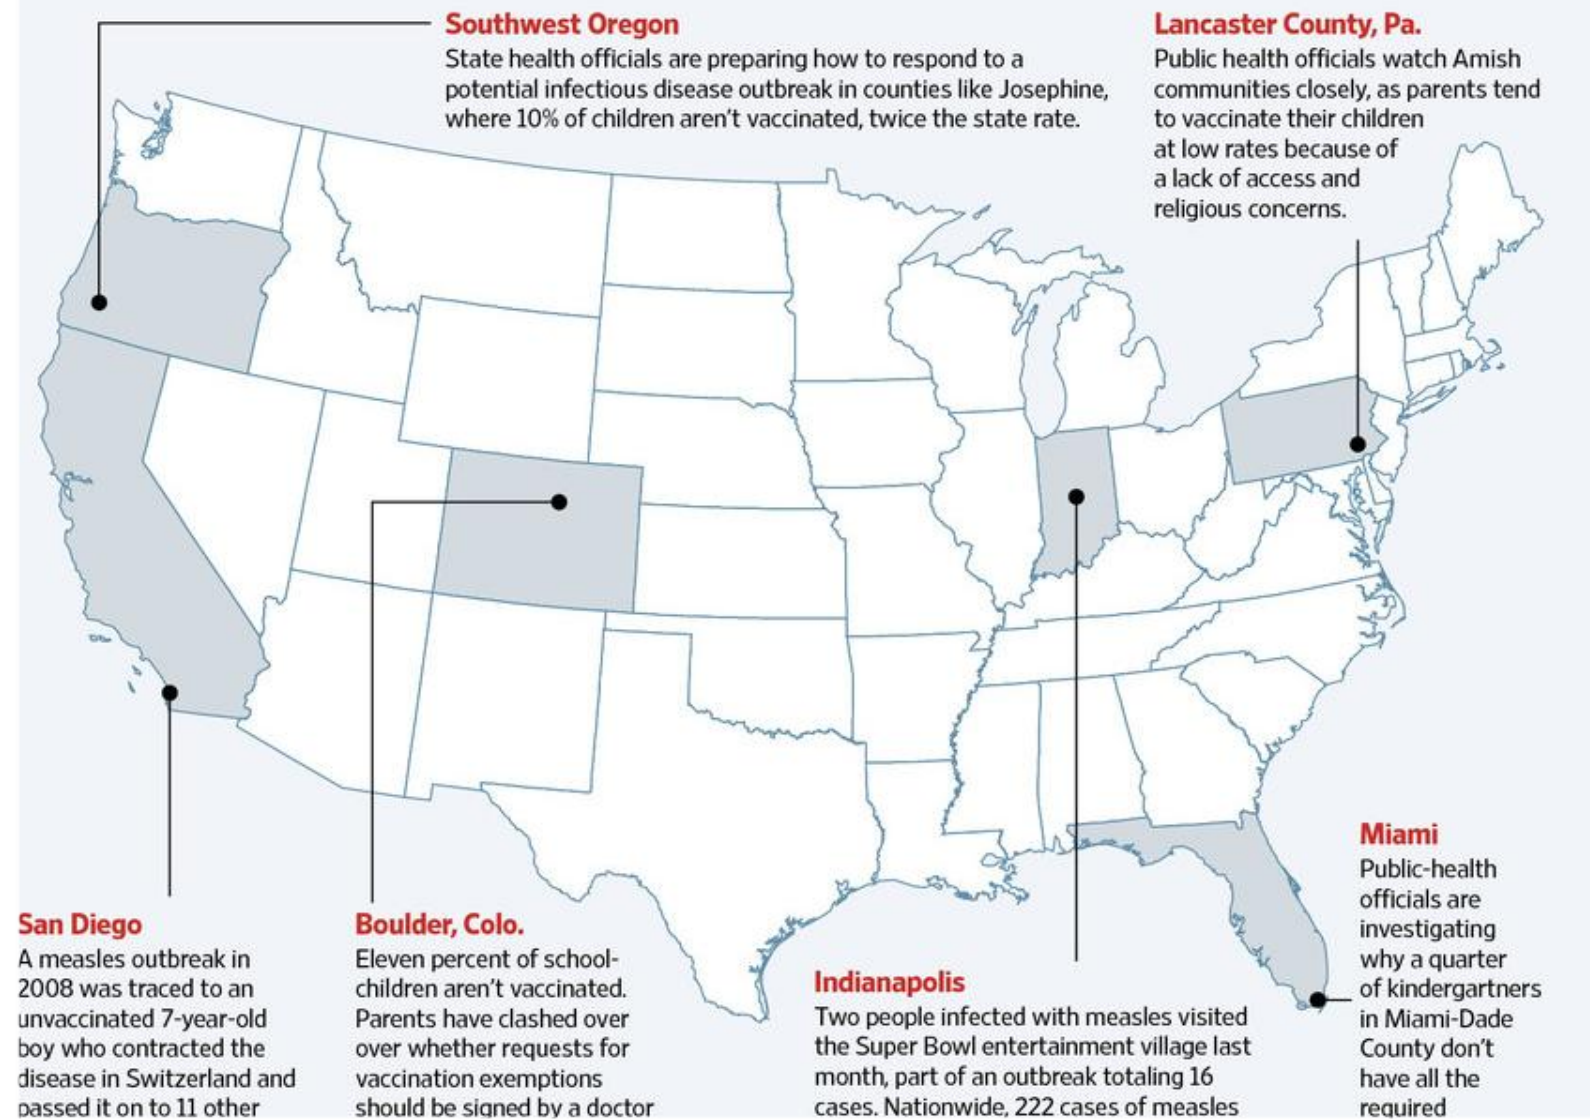 Southwest Oregon
State health officials are preparing how to respond to a
potential infectious disease outbreak in counties like Josephine,
where 10% of children aren't vaccinated, twice the state rate.
Lancaster County, Pa.
Public health officials watch Amish
communities closely, as parents tend
to vaccinate their children
at low rates because of
a lack of access and
religious concerns.
San Diego
A measles outbreak in
2008 was traced to an
unvaccinated 7-year-old
boy who contracted the
disease in Switzerland and
passed it on to 11 other
Boulder, Colo.
Eleven percent of school-
children aren't vaccinated.
Parents have clashed over
over whether requests for
vaccination exemptions
should be signed by a doctor
Indianapolis
Two people infected with measles visited
the Super Bowl entertainment village last
month, part of an outbreak totaling 16
cases. Nationwide, 222 cases of measles
Miami
Public-health
officials are
investigating
why a quarter
of kindergartners
in Miami-Dade
County don't
have all the
required